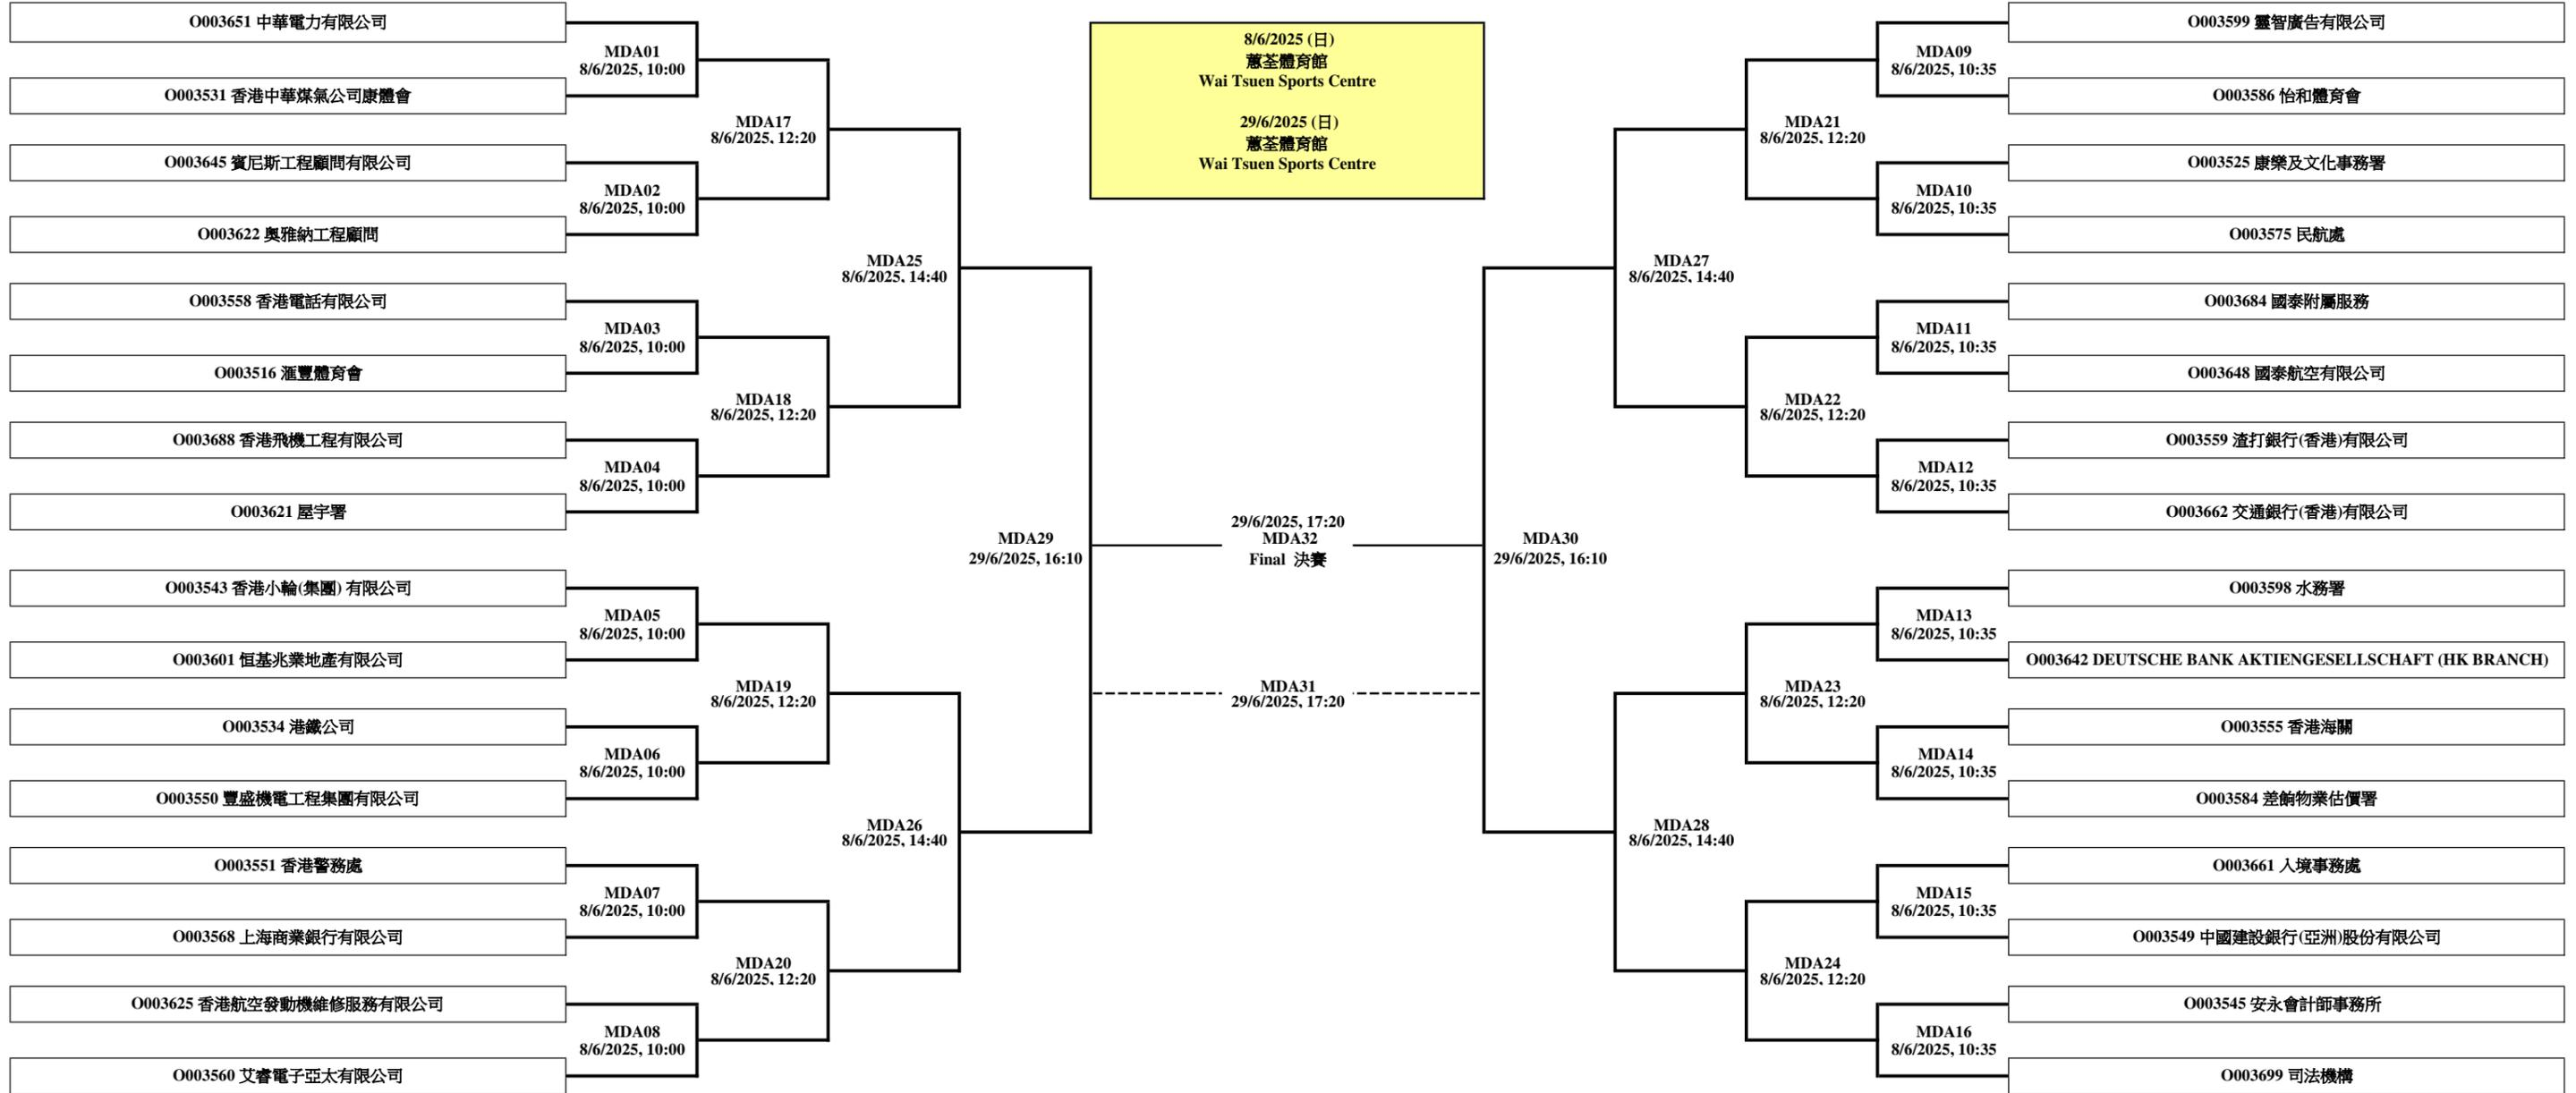 O003651 中華電力有限公司
MDA01
8/6/2025, 10:00
O003531 香港中華煤氣公司康體會
MDA17
8/6/2025, 12:20
O003645 賓尼斯工程顧問有限公司
MDA02
8/6/2025, 10:00
O003622 奧雅納工程顧問
MDA25
8/6/2025, 14:40
O003558 香港電話有限公司
MDA03
8/6/2025, 10:00
O003516 滙豐體育會
MDA18
8/6/2025, 12:20
O003688 香港飛機工程有限公司
MDA04
8/6/2025, 10:00
O003621 屋宇署
MDA29
29/6/2025, 16:10
O003543 香港小輪(集團) 有限公司
MDA05
8/6/2025, 10:00
O003601 恒基兆業地產有限公司
MDA19
8/6/2025, 12:20
O003534 港鐵公司
MDA06
8/6/2025, 10:00
O003550 豐盛機電工程集團有限公司
MDA26
8/6/2025, 14:40
O003551 香港警務處
MDA07
8/6/2025, 10:00
O003568 上海商業銀行有限公司
MDA20
8/6/2025, 12:20
O003625 香港航空發動機維修服務有限公司
MDA08
8/6/2025, 10:00
O003560 艾睿電子亞太有限公司
8/6/2025 (日)
蕙荃體育館
Wai Tsuen Sports Centre
29/6/2025 (日)
蕙荃體育館
Wai Tsuen Sports Centre
29/6/2025, 17:20
MDA32
Final 決賽
MDA31
29/6/2025, 17:20
O003599 靈智廣告有限公司
MDA09
8/6/2025, 10:35
O003586 怡和體育會
MDA21
8/6/2025, 12:20
O003525 康樂及文化事務署
MDA10
8/6/2025, 10:35
O003575 民航處
MDA27
8/6/2025, 14:40
O003684 國泰附屬服務
MDA11
8/6/2025, 10:35
O003648 國泰航空有限公司
MDA22
8/6/2025, 12:20
O003559 渣打銀行(香港)有限公司
MDA12
8/6/2025, 10:35
O003662 交通銀行(香港)有限公司
MDA30
29/6/2025, 16:10
O003598 水務署
MDA13
8/6/2025, 10:35
O003642 DEUTSCHE BANK AKTIENGESELLSCHAFT (HK BRANCH)
MDA23
8/6/2025, 12:20
O003555 香港海關
MDA14
8/6/2025, 10:35
O003584 差餉物業估價署
MDA28
8/6/2025, 14:40
O003661 入境事務處
MDA15
8/6/2025, 10:35
O003549 中國建設銀行(亞洲)股份有限公司
MDA24
8/6/2025, 12:20
O003545 安永會計師事務所
MDA16
8/6/2025, 10:35
O003699 司法機構